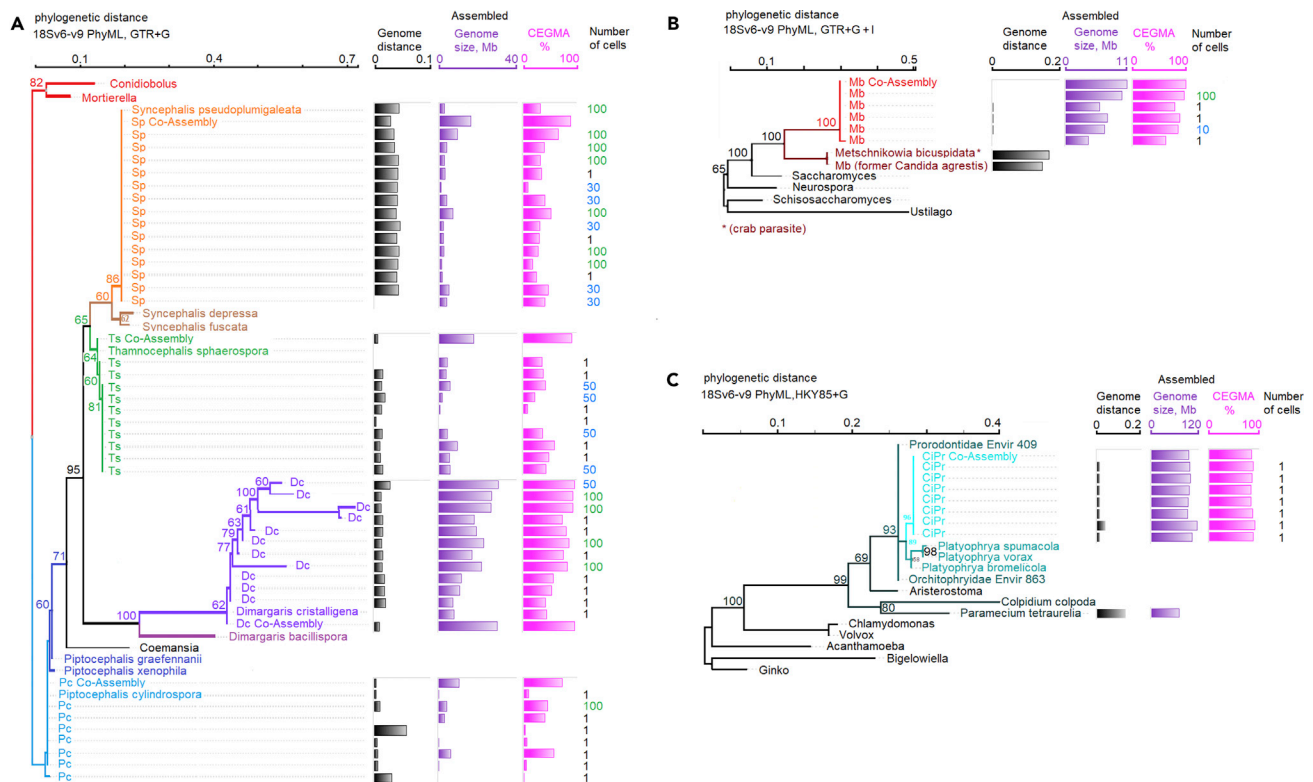 A
phylogenetic distance
18Sv6-v9 PhyML, GTR+G
0.1 0.4 0.7
Genome distance
0 0.1
Assembled
Genome size, Mb
0 40
CEGMA %
0 100
Number of cells
82
Conidiobolus
Mortierella
Syncephalis pseudoplumigaleata 100
Sp Co-Assembly
Sp 100
Sp 100
Sp 100
Sp 1
Sp 30
Sp 30
Sp 100
Sp 30
Sp 1
Sp 100
Sp 100
Sp 1
86
Sp 30
Sp 30
60
62
Syncephalis depressa
Syncephalis fuscata
65
Ts Co-Assembly
Thamnocephalis sphaerospora
64
Ts 1
Ts 1
60
Ts 50
Ts 50
81
Ts 1
Ts 1
Ts 50
Ts 1
Ts 1
Ts 50
95
60 Dc 50
100 Dc 100
61 Dc 100
63 Dc 1
79 Dc 1
Dc 100
77 Dc 1
Dc 100
Dc 1
Dc 1
Dc 1
62
Dimargaris cristalligena 1
100
Dc Co-Assembly
Dimargaris bacillispora
71
Coemansia
60
Piptocephalis graefennanii
Piptocephalis xenophila
Pc Co-Assembly
Piptocephalis cylindrospora 1
Pc 100
Pc 1
Pc 1
Pc 1
Pc 1
Pc 1
Pc 1
B
phylogenetic distance
18Sv6-v9 PhyML, GTR+G + I
0.1 0.5
Genome distance
0 0.2
Assembled
Genome size, Mb
0 11
CEGMA %
0 100
Number of cells
Mb Co-Assembly
Mb 100
Mb 1
100
Mb 10
Mb 1
Mb
100
100
Metschnikowia bicuspidata *
Mb (former Candida agrestis)
65
Saccharomyces
Neurospora
Schisosaccharomyces
Ustilago
* (crab parasite)
C
phylogenetic distance
18Sv6-v9 PhyML,HKY85+G
0.1 0.2 0.4
Genome distance
0 0.2
Assembled
Genome size, Mb
0 120
CEGMA %
0 100
Number of cells
Prorodontidae Envir 409
CiPr Co-Assembly
CiPr 1
CiPr 1
CiPr 1
CiPr 1
CiPr 1
CiPr 1
CiPr 1
93
98
Platyophrya spumacola
Platyophrya vorax
Platyophra bromelicola
69
Orchitophryidae Envir 863
99
Aristerostoma
100
Colpidium colpoda
80
Paramecium tetraurelia
Chlamydomonas
Volvox
Acanthamoeba
Bigelowiella
Ginko